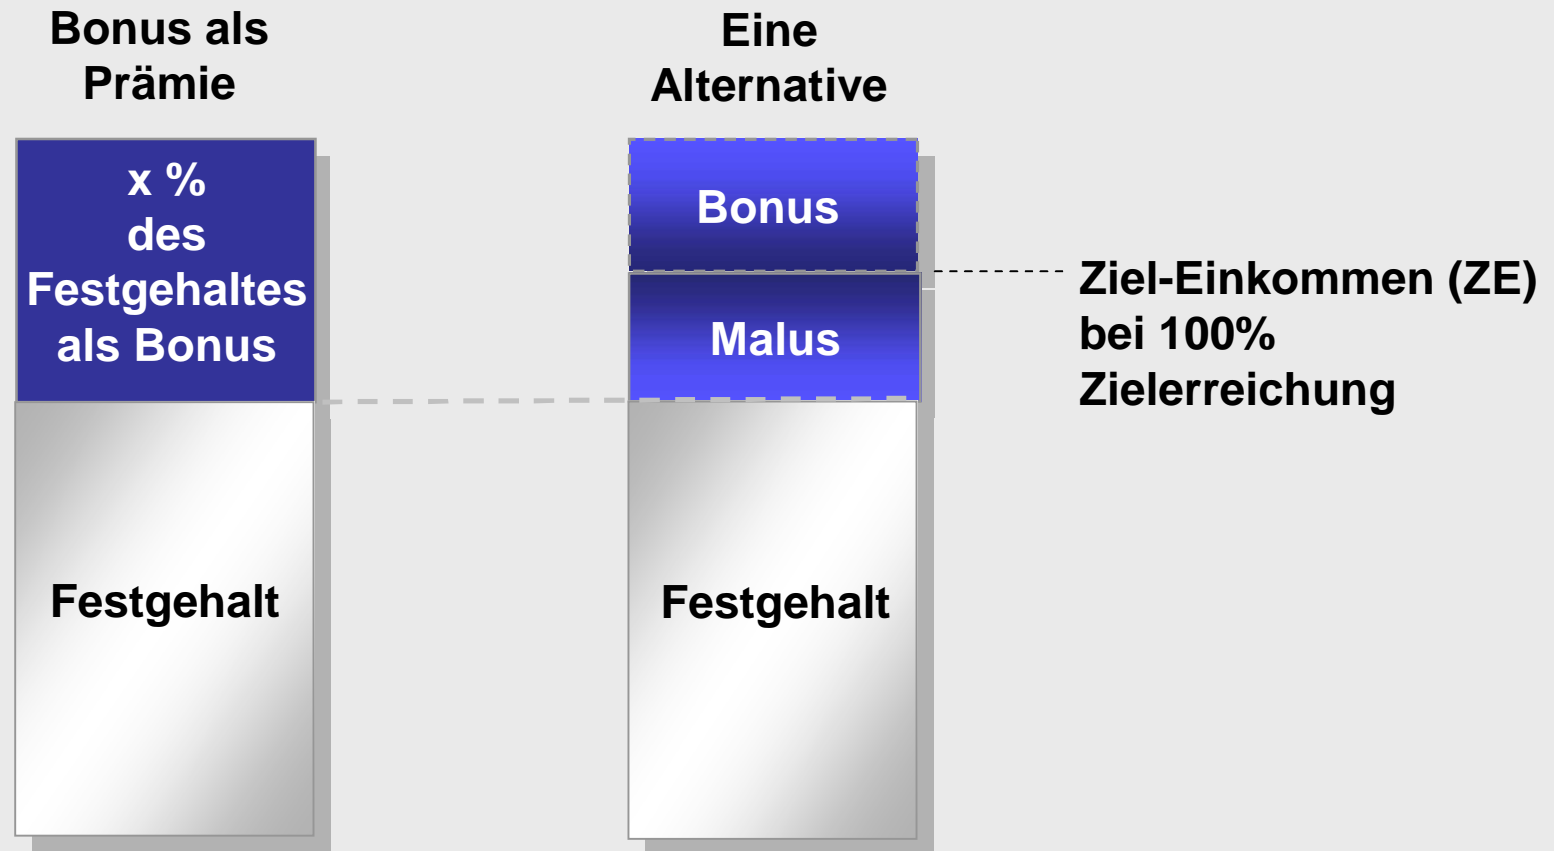 Bonus als
Prämie
x %
des
Festgehaltes
als Bonus
Festgehalt
Eine
Alternative
Bonus
Malus
Festgehalt
Ziel-Einkommen (ZE)
bei 100%
Zielerreichung